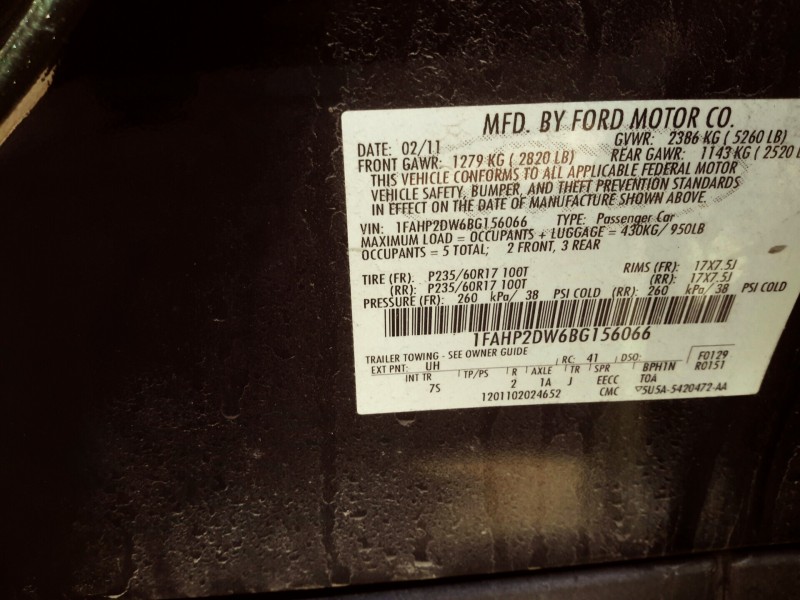 MFD. BY FORD MOTOR CO.
DATE: 02/11 GVWR: 2386 KG ( 5260 LB)
FRONT GAWR: 1279 KG ( 2820 LB) REAR GAWR: 1143 KG ( 2520 L
THIS VEHICLE CONFORMS TO ALL APPLICABLE FEDERAL MOTOR
VEHICLE SAFETY, BUMPER, AND THEFT PREVENTION STANDARDS
IN EFFECT ON THE DATE OF MANUFACTURE SHOWN ABOVE.
VIN: 1FAHP2DW6BG156066 TYPE: Passenger Car
MAXIMUM LOAD = OCCUPANTS + LUGGAGE = 430KG/ 950LB
OCCUPANTS = 5 TOTAL; 2 FRONT, 3 REAR
TIRE (FR): P235/60R17 100T RIMS (FR): 17X7.5J
(RR): P235/60R17 100T (RR): 17X7.5J
PRESSURE (FR): 260 kPa/ 38 PSI COLD (RR): 260 kPa/ 38 PSI COLD
1FAHP2DW6BG156066
TRAILER TOWING - SEE OWNER GUIDE
EXT PNT: UH RC: 41 DSO: F0129
R0151
INT TR TP/PS R AXLE TR SPR BPH1N
7S 2 1A J EECC TOA
1201102024652 CMC 5U5A-5420472-AA